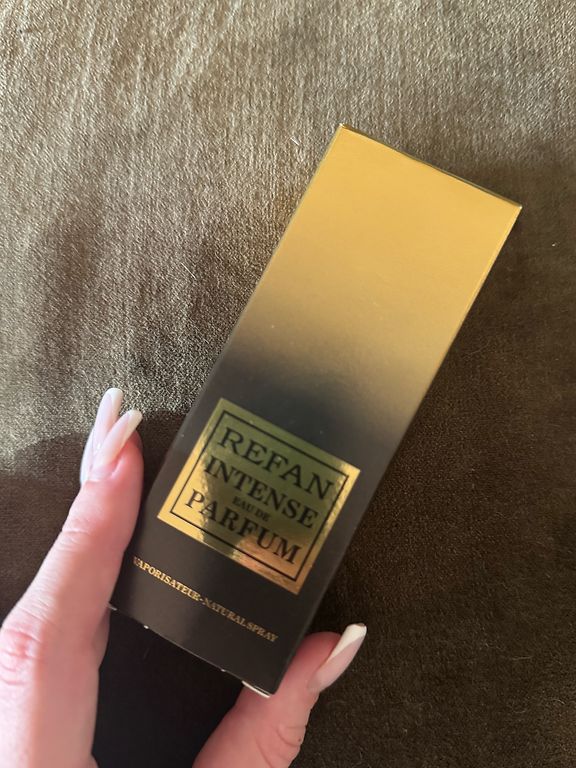 REFAN
INTENSE
EAU DE
PARFUM
VAPORISATEUR-NATURAL SPRAY